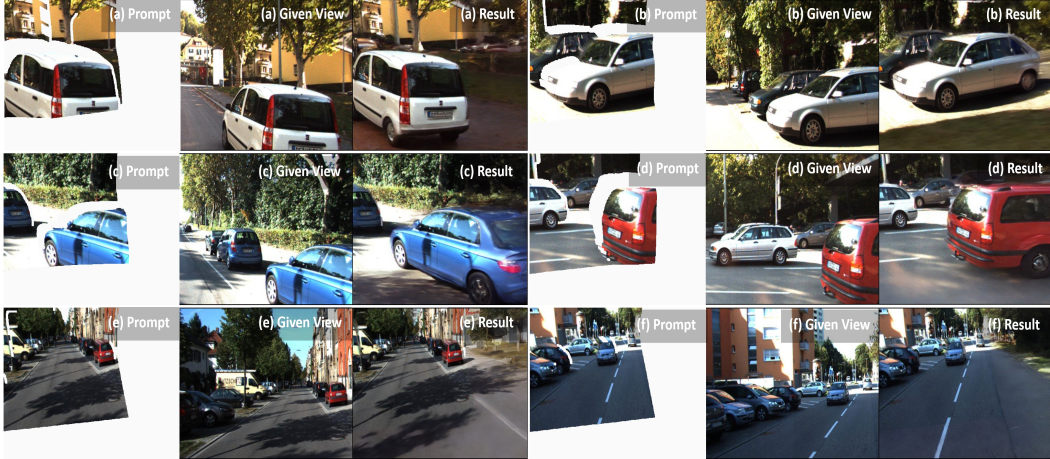 (a) Prompt
(a) Given View
(a) Result
(b) Prompt
(b) Given View
(b) Result
(c) Prompt
(c) Given View
(c) Result
(d) Prompt
(d) Given View
(d) Result
(e) Prompt
(e) Given View
(e) Result
(f) Prompt
(f) Given View
(f) Result